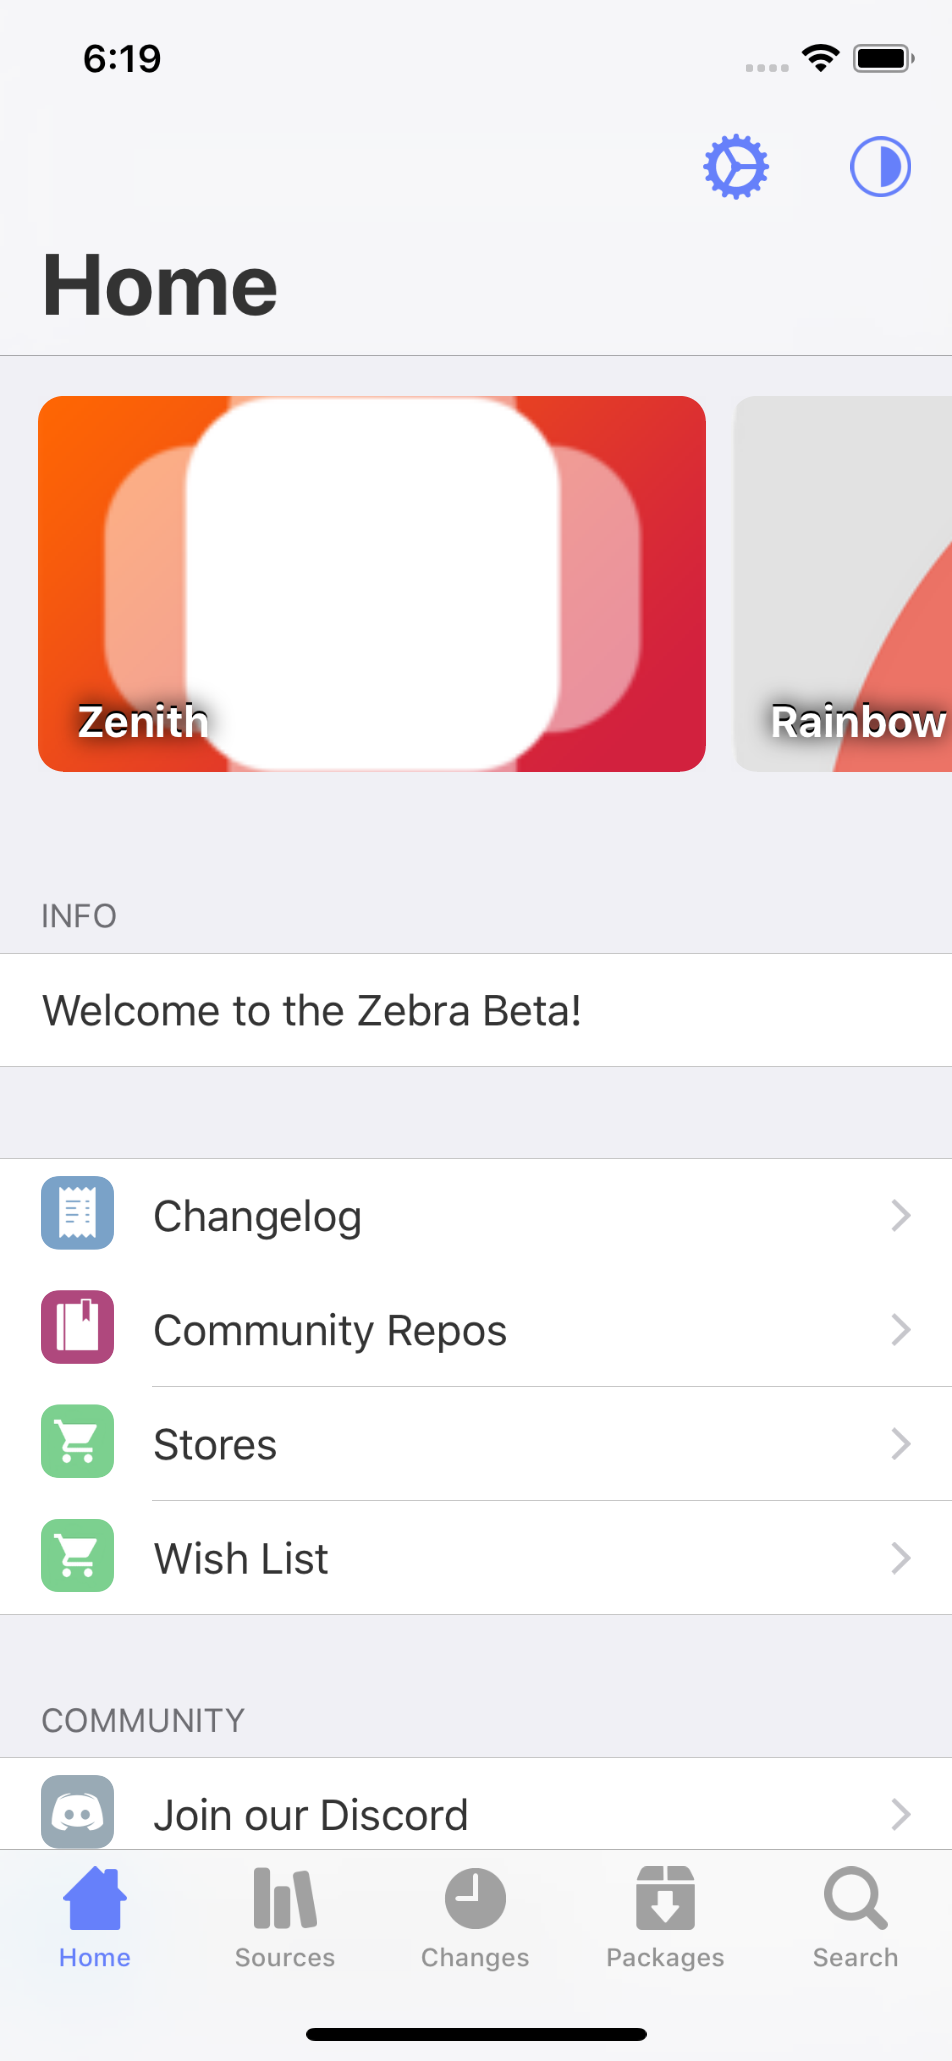 6:19
Home
Zenith
Rainbow
INFO
Welcome to the Zebra Beta!
Changelog
Community Repos
Stores
Wish List
COMMUNITY
Join our Discord
Home
Sources
Changes
Packages
Search